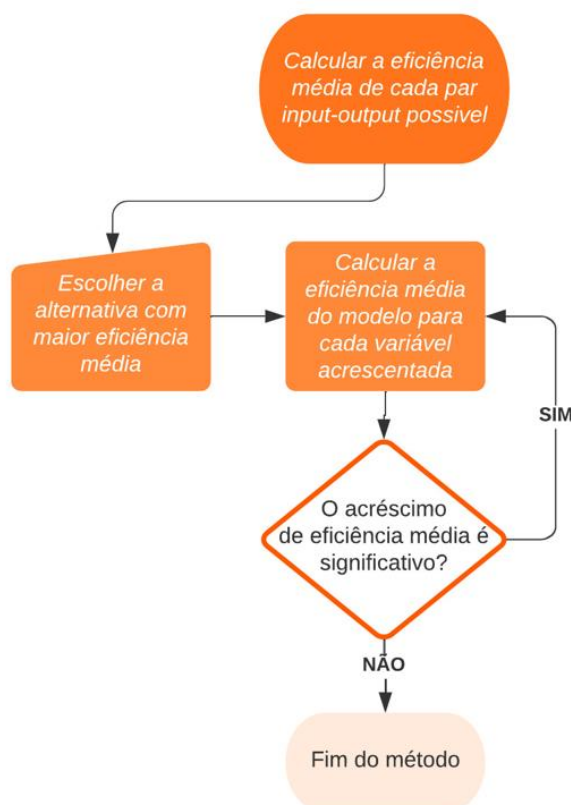 Calcular a eficiência
média de cada par
input-output possivel
Escolher a
alternativa com
maior eficiência
média
Calcular a
eficiência média
do modelo para
cada variável
acrescentada
SIM
O acréscimo
de eficiência média é
significativo?
NÃO
Fim do método